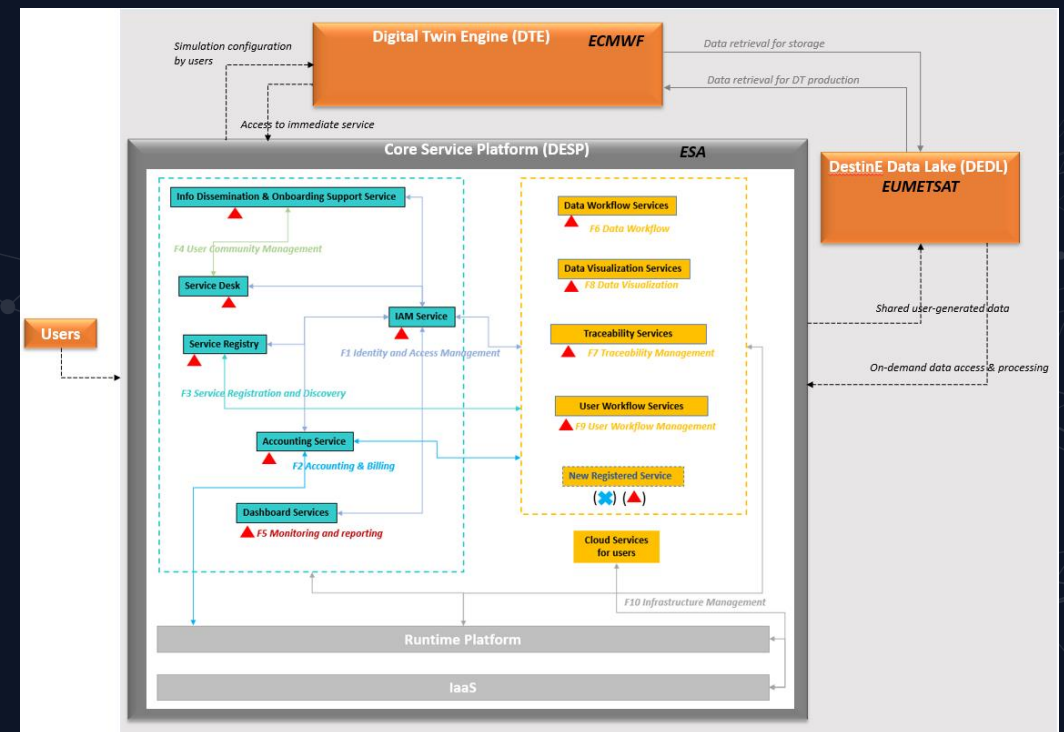 Digital Twin Engine (DTE)
ECMWF
Simulation configuration
by users
Data retrieval for storage
Data retrieval for DT production
Access to immediate service
Core Service Platform (DESP)
ESA
DestinE Data Lake (DEDL)
EUMETSAT
Info Dissemination & Onboarding Support Service
Data Workflow Services
F6 Data Workflow
F4 User Community Management
Data Visualization Services
F8 Data Visualization
Service Desk
Shared user-generated data
IAM Service
Users
Traceability Services
Service Registry
F1 Identity and Access Management
F7 Traceability Management
On-demand data access & processing
F3 Service Registration and Discovery
User Workflow Services
F9 User Workflow Management
Accounting Service
F2 Accounting & Billing
New Registered Service
( ) ( )
Dashboard Services
F5 Monitoring and reporting
Cloud Services
for users
F10 Infrastructure Management
Runtime Platform
IaaS